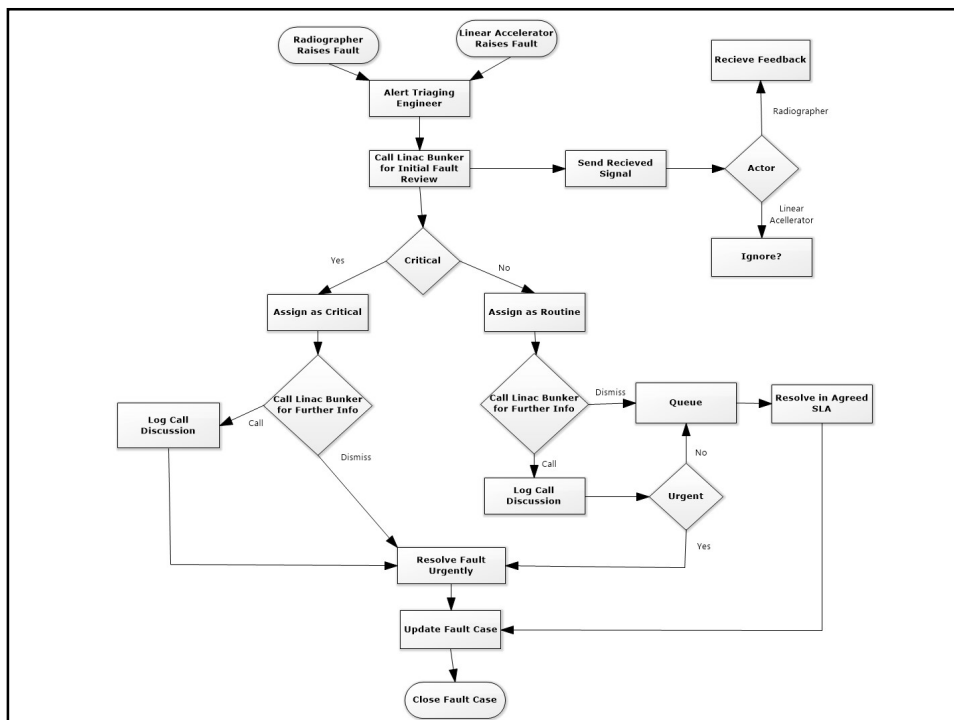 Radiographer
Raises Fault
Linear Accelerator
Raises Fault
Recieve Feedback
Alert Triaging
Engineer
Radiographer
Call Linac Bunker
for Initial Fault
Review
Send Recieved
Signal
Actor
Linear
Acellerator
Ignore?
Critical
Yes
No
Assign as Critical
Assign as Routine
Call Linac Bunker
for Further Info
Call Linac Bunker
for Further Info
Dismiss
Queue
Resolve in Agreed
SLA
Log Call
Discussion
Call
Dismiss
Call
No
Log Call
Discussion
Urgent
Yes
Resolve Fault
Urgently
Update Fault Case
Close Fault Case